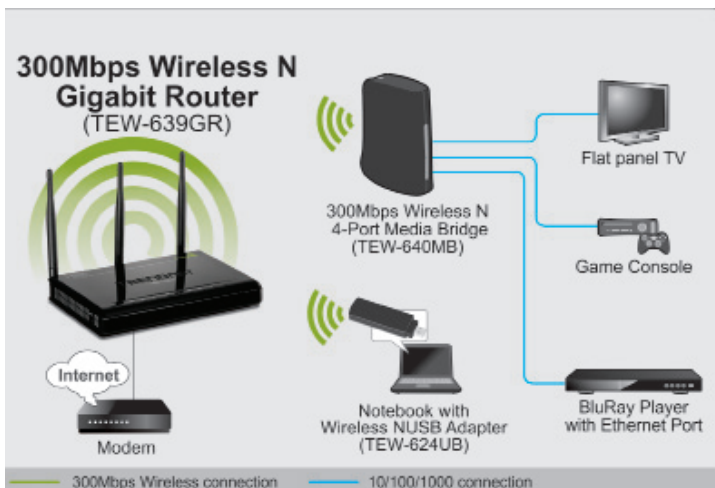 300Mbps Wireless N
Gigabit Router
(TEW-639GR)
TRENDNET
Internet
Modem
300Mbps Wireless N
4-Port Media Bridge
(TEW-640MB)
Notebook with
Wireless NUSB Adapter
(TEW-624UB)
Flat panel TV
Game Console
BluRay Player
with Ethernet Port
300Mbps Wireless connection
10/100/1000 connection